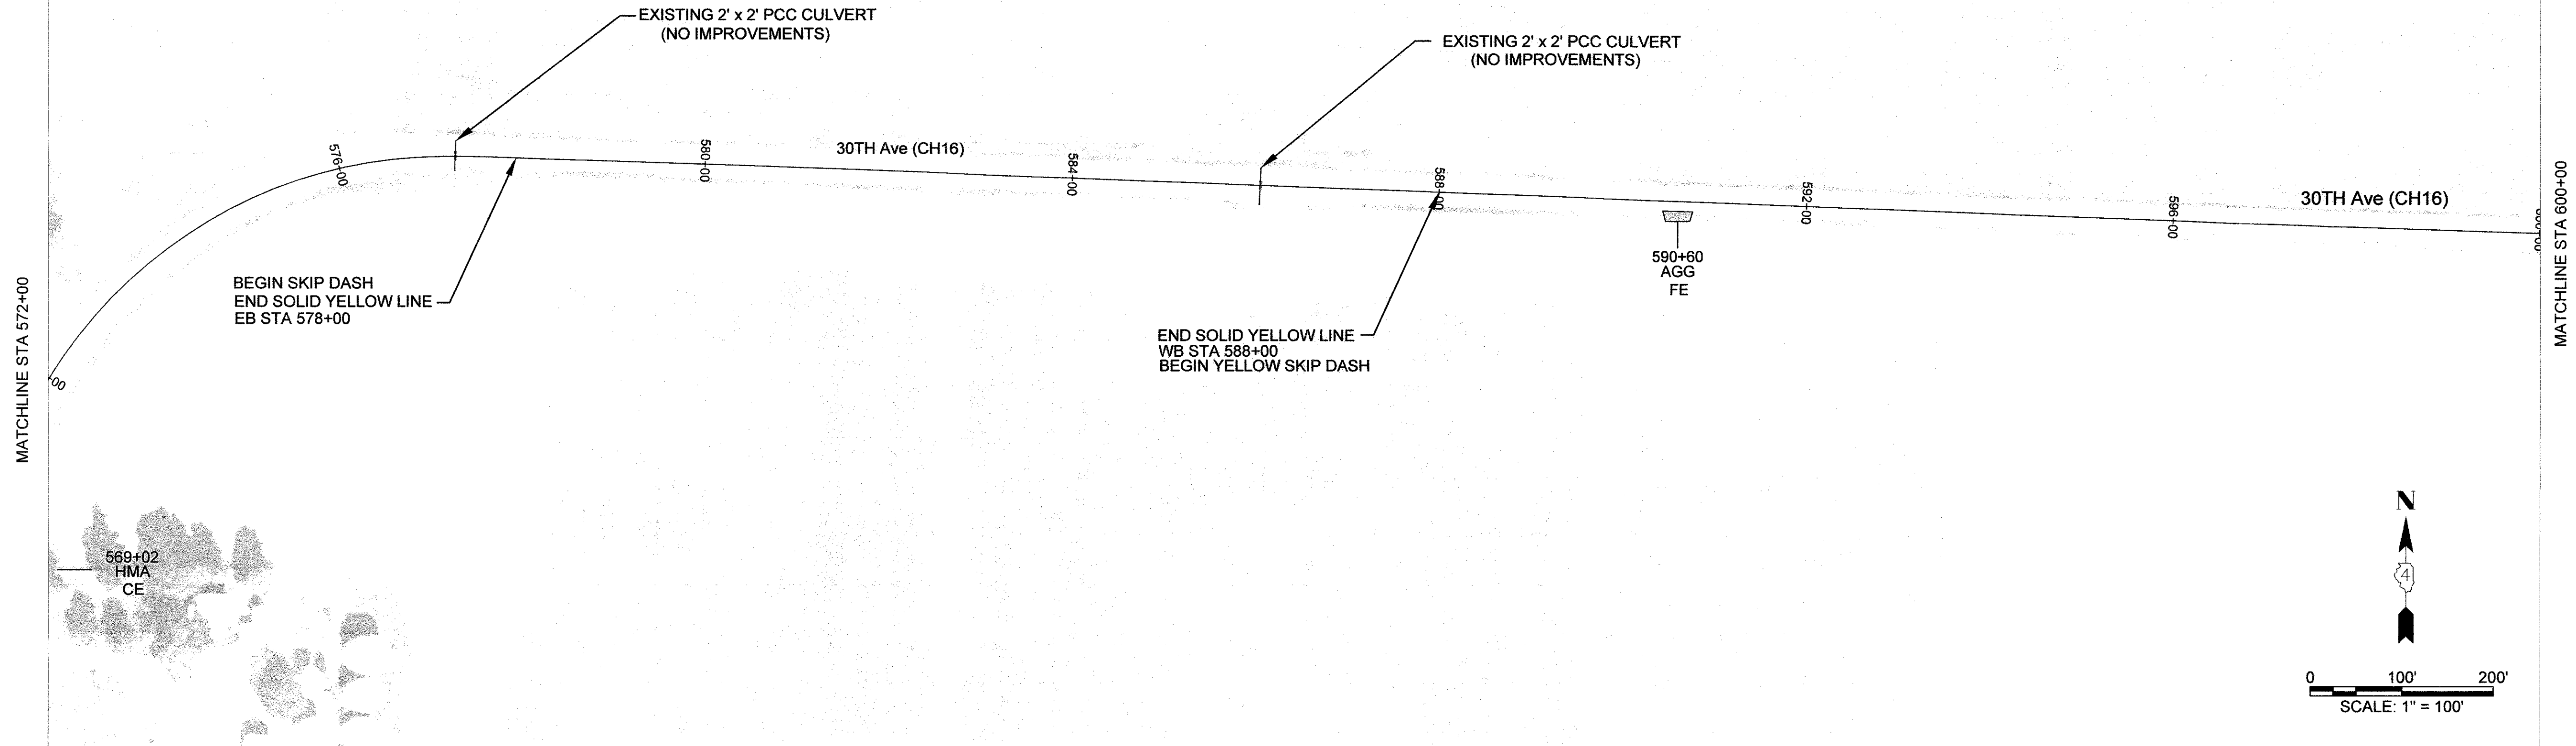 EXISTING 2' x 2' PCC CULVERT
(NO IMPROVEMENTS)
EXISTING 2' x 2' PCC CULVERT
(NO IMPROVEMENTS)
576+00
580+00
30TH Ave (CH16)
584+00
588+00
592+00
596+00
30TH Ave (CH16)
MATCHLINE STA 572+00
MATCHLINE STA 600+00
+00
BEGIN SKIP DASH
END SOLID YELLOW LINE
EB STA 578+00
END SOLID YELLOW LINE
WB STA 588+00
BEGIN YELLOW SKIP DASH
590+60
AGG
FE
569+02
HMA
CE
N
4
0 100' 200'
SCALE: 1" = 100'